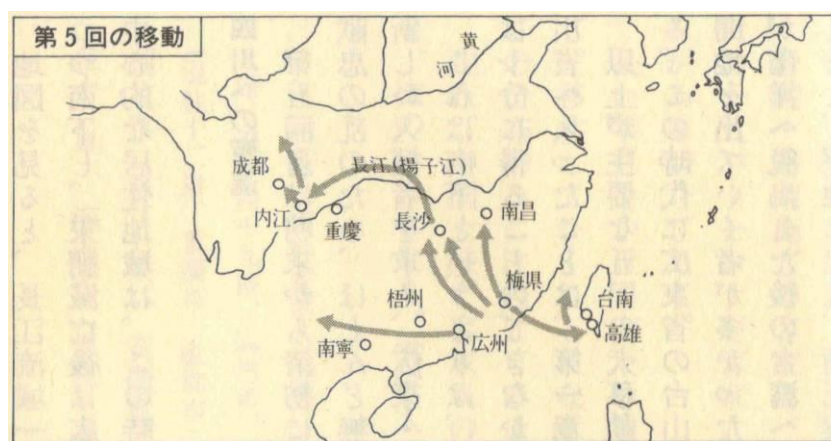 第5回の移動
黄
河
成都
長江(揚子江)
内江
重慶
長沙
南昌
梅県
梧州
広州
南寧
台南
高雄